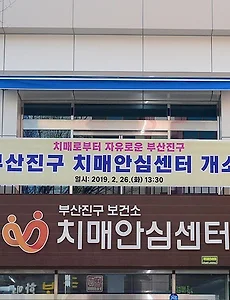 치매로부터 자유로운 부산진구
부산진구 치매안심센터 개소
일시: 2019. 2. 26.(화) 13:30
부산진구 보건소
치매안심센터